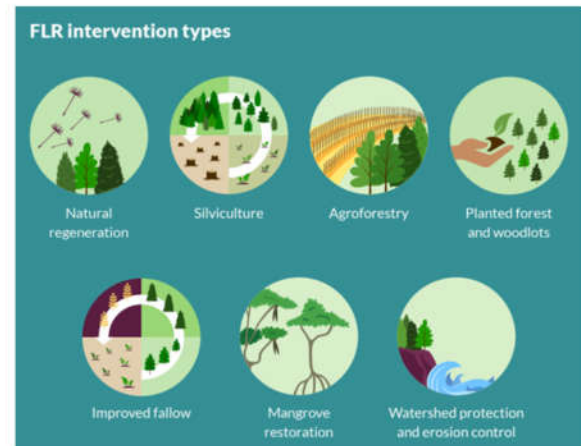 FLR intervention types
Natural
regeneration
Silviculture
Agroforestry
Planted forest
and woodlots
Improved fallow
Mangrove
restoration
Watershed protection
and erosion control